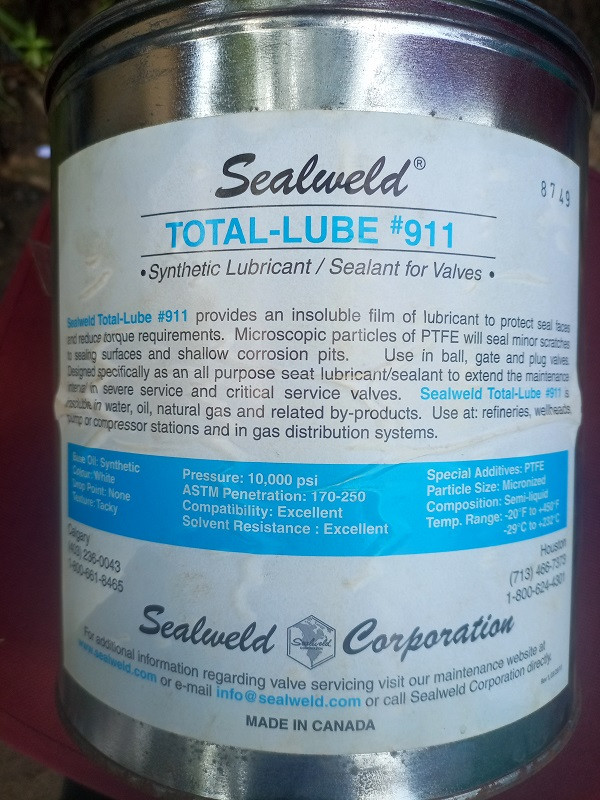 Sealweld®
8749
TOTAL-LUBE #911
• Synthetic Lubricant / Sealant for Valves •
Sealweld Total-Lube #911 provides an insoluble film of lubricant to protect seal faces
and reduce torque requirements. Microscopic particles of PTFE will seal minor scratches
to sealing surfaces and shallow corrosion pits. Use in ball, gate and plug valves.
Designed specifically as an all purpose seat lubricant/sealant to extend the maintenance
interval in severe service and critical service valves. Sealweld Total-Lube #911 is
insoluble in water, oil, natural gas and related by-products. Use at: refineries, wellheads,
pump or compressor stations and in gas distribution systems.
Base Oil: Synthetic
Colour: White
Drop Point: None
Texture: Tacky
Pressure: 10,000 psi
ASTM Penetration: 170-250
Compatibility: Excellent
Solvent Resistance : Excellent
Special Additives: PTFE
Particle Size: Micronized
Composition: Semi-liquid
Temp. Range: -20°F to +450°F
-29°C to +232°C
Calgary
(403) 236-0043
1-800-661-8465
Houston
(713) 466-7373
1-800-624-4301
Sealweld Sealweld Corporation
For additional information regarding valve servicing visit our maintenance website at
www.sealweld.com or e-mail info@sealweld.com or call Sealweld Corporation directly.
MADE IN CANADA